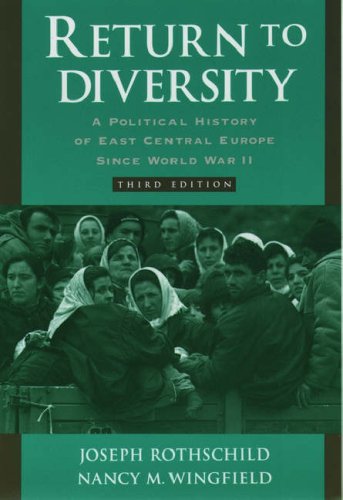 RETURN TO
DIVERSITY
A POLITICAL HISTORY
OF EAST CENTRAL EUROPE
SINCE WORLD WAR II
THIRD EDITION
JOSEPH ROTHSCHILD
NANCY M. WINGFIELD